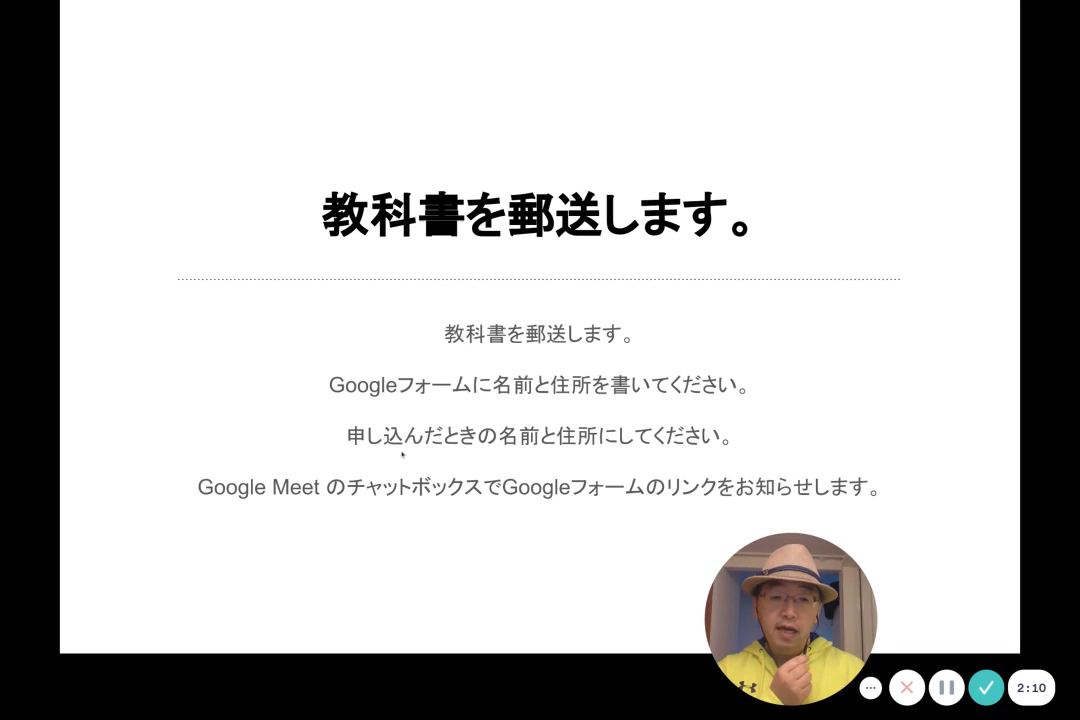 教科書を郵送します。
教科書を郵送します。
Googleフォームに名前と住所を書いてください。
申し込んだときの名前と住所にしてください。
Google Meet のチャットボックスでGoogleフォームのリンクをお知らせします。
2:10